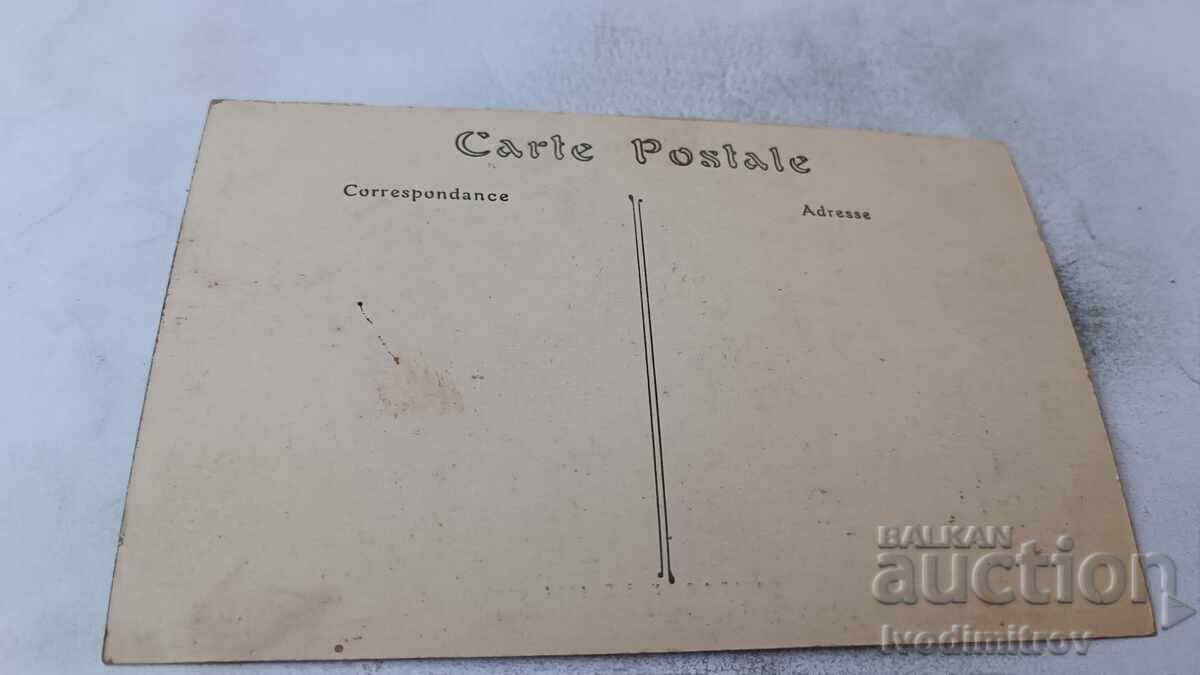 Carte Postale
Correspondance
Adresse
BALKAN
auction
Ivodimitrov